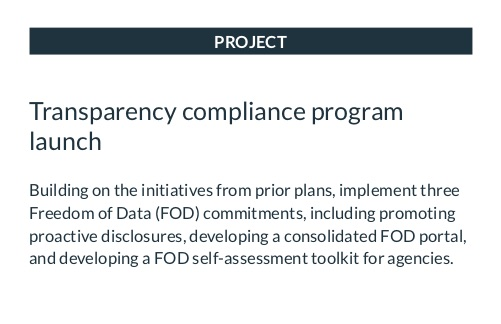 PROJECT
Transparency compliance program
launch
Building on the initiatives from prior plans, implement three
Freedom of Data (FOD) commitments, including promoting
proactive disclosures, developing a consolidated FOD portal,
and developing a FOD self-assessment toolkit for agencies.